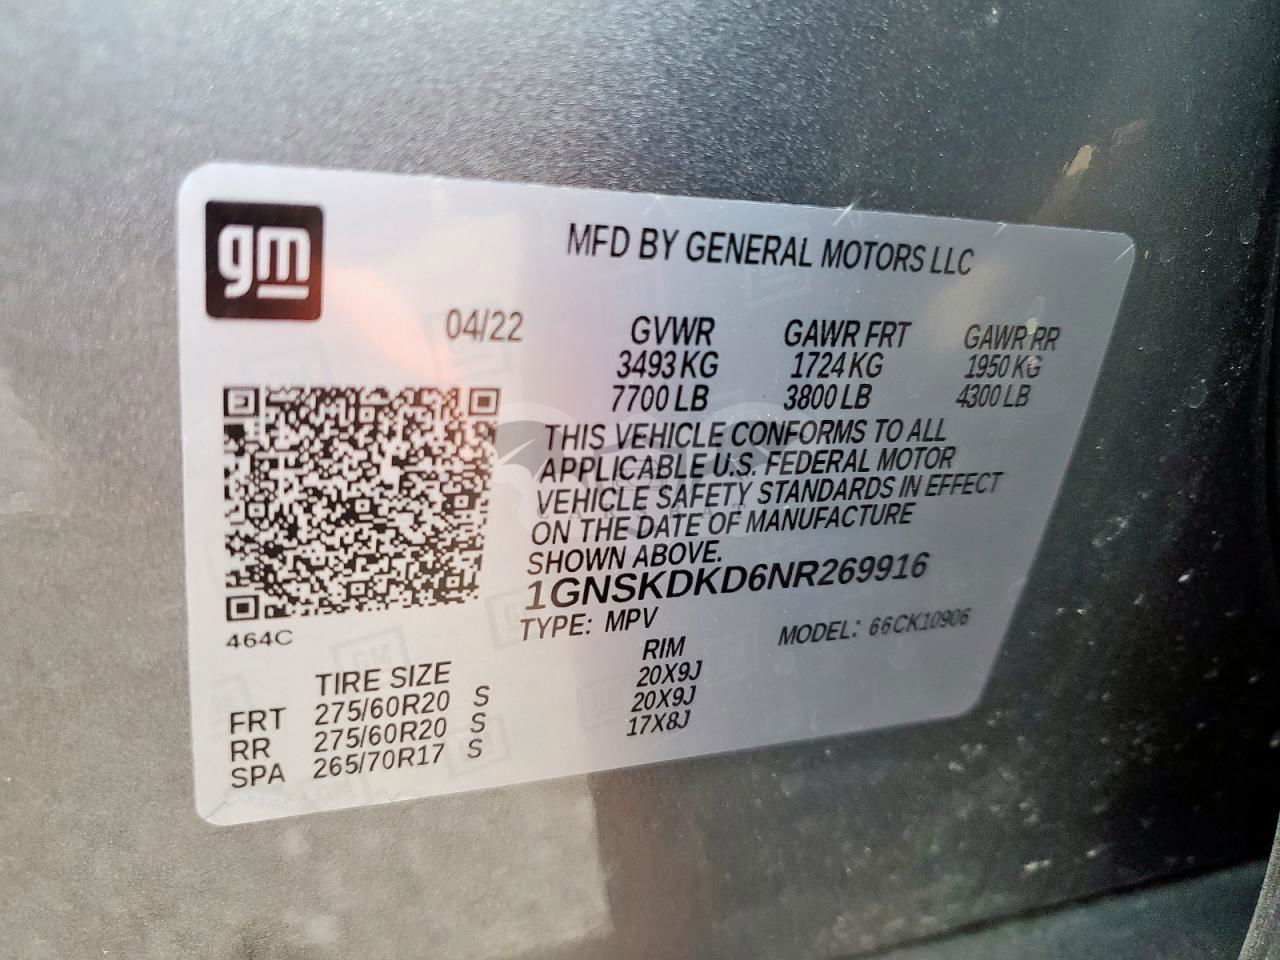 gm
MFD BY GENERAL MOTORS LLC
04/22 GVWR GAWR FRT GAWR RR
3493 KG 1724 KG 1950 KG
7700 LB 3800 LB 4300 LB
THIS VEHICLE CONFORMS TO ALL
APPLICABLE U.S. FEDERAL MOTOR
VEHICLE SAFETY STANDARDS IN EFFECT
ON THE DATE OF MANUFACTURE
SHOWN ABOVE.
1GNSKDKD6NR269916
TYPE: MPV MODEL: 66CK10906
464C
TIRE SIZE RIM
FRT 275/60R20 S 20X9J
RR 275/60R20 S 20X9J
SPA 265/70R17 S 17X8J